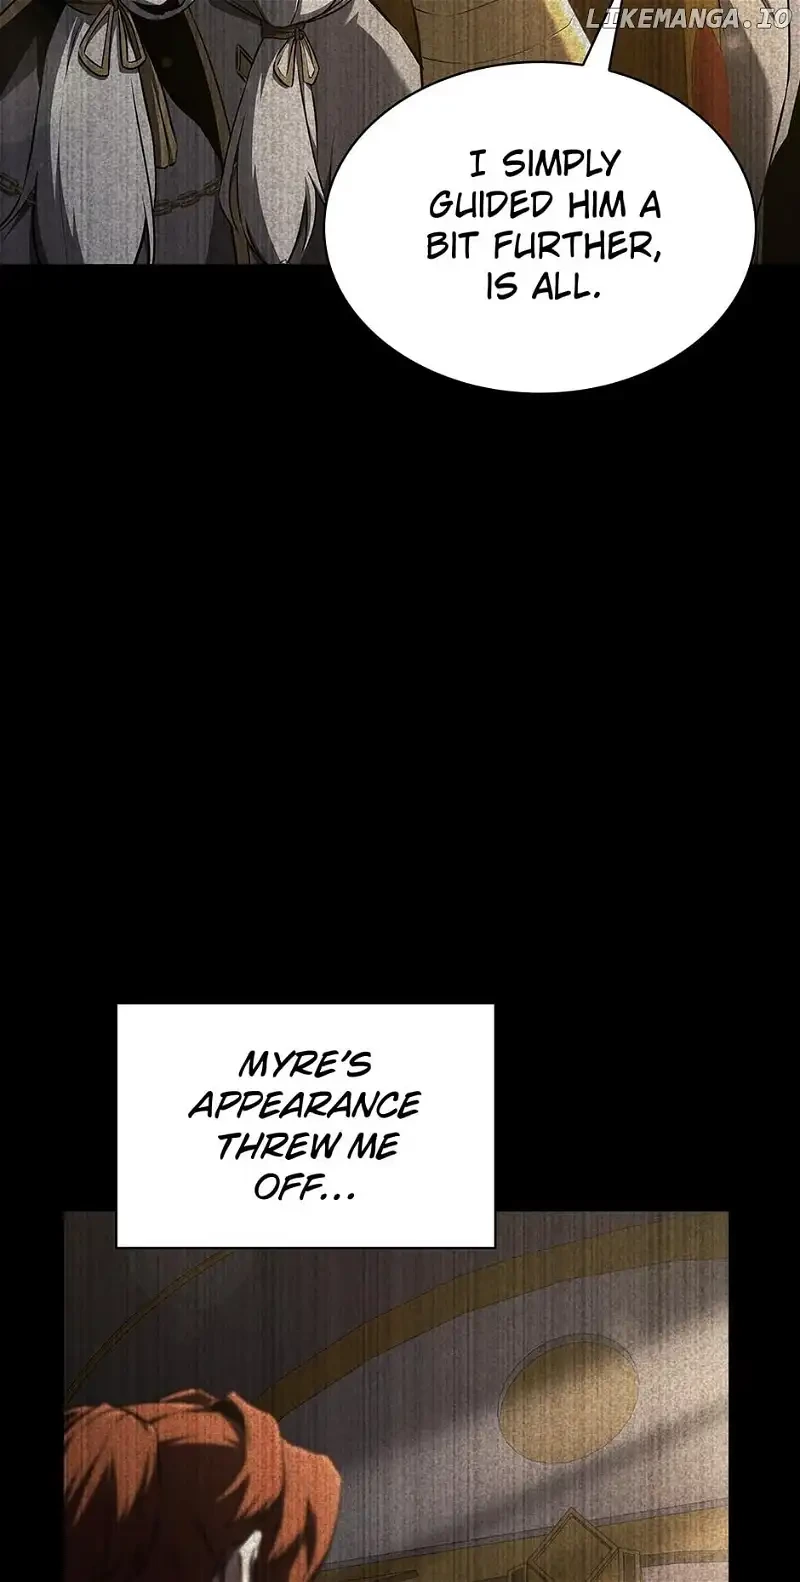 LIKEMANGA.IO
I SIMPLY
GUIDED HIM A
BIT FURTHER,
IS ALL.
MYRE'S
APPEARANCE
THREW ME
OFF...